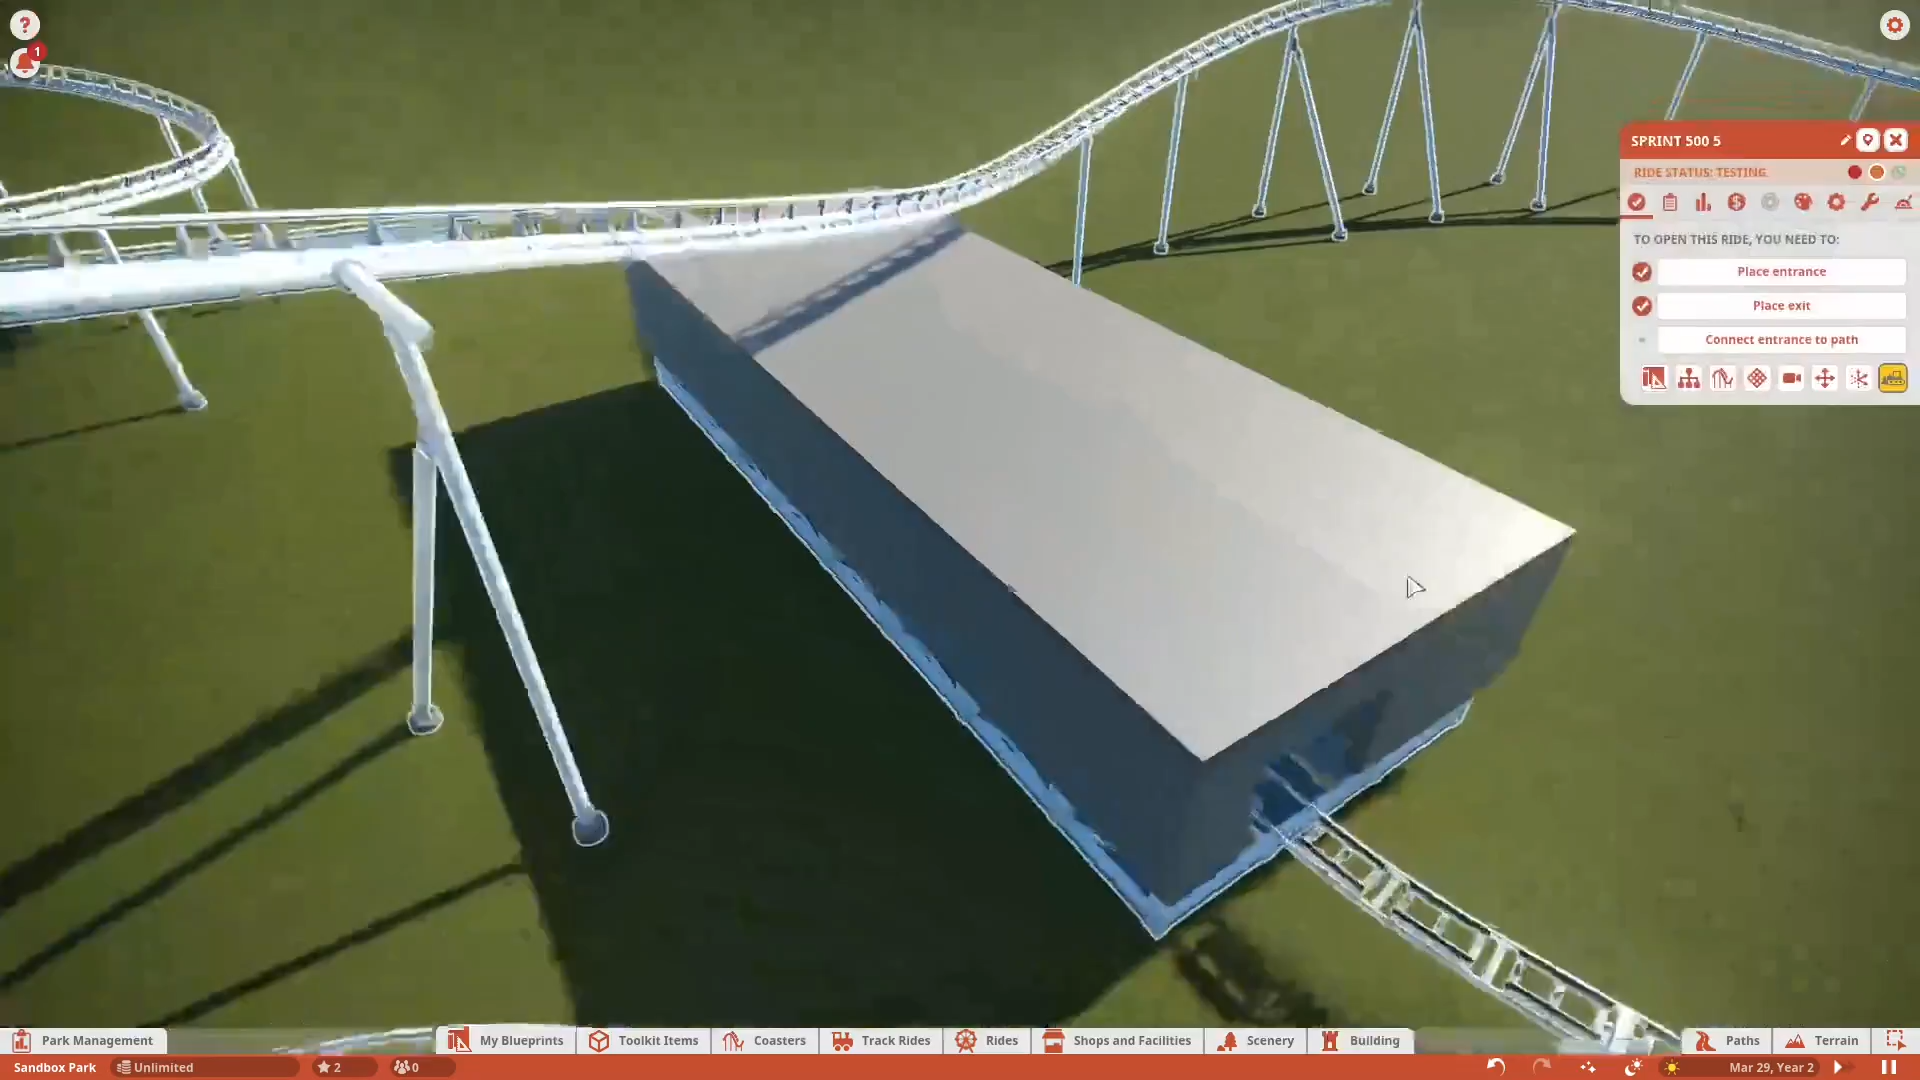 ?
1
SPRINT 500 5
RIDE STATUS: TESTING.
TO OPEN THIS RIDE, YOU NEED TO:
Place entrance
Place exit
Connect entrance to path
Park Management
My Blueprints
Toolkit Items
Coasters
Track Rides
Rides
Shops and Facilities
Scenery
Building
Paths
Terrain
Sandbox Park
Unlimited
2
0
Mar 29, Year 2